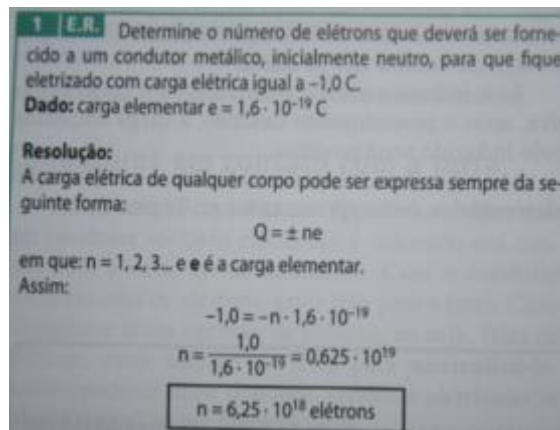 1 E.R. Determine o número de elétrons que deverá ser forne-
cido a um condutor metálico, inicialmente neutro, para que fique
eletrizado com carga elétrica igual a –1,0 C.
Dado: carga elementar e = 1,6 · 10⁻¹⁹ C
Resolução:
A carga elétrica de qualquer corpo pode ser expressa sempre da se-
guinte forma:
Q = ± ne
em que: n = 1, 2, 3... e e é a carga elementar.
Assim:
–1,0 = –n · 1,6 · 10⁻¹⁹
n = 1,0 / 1,6 · 10⁻¹⁹ = 0,625 · 10¹⁹
n = 6,25 · 10¹⁸ elétrons